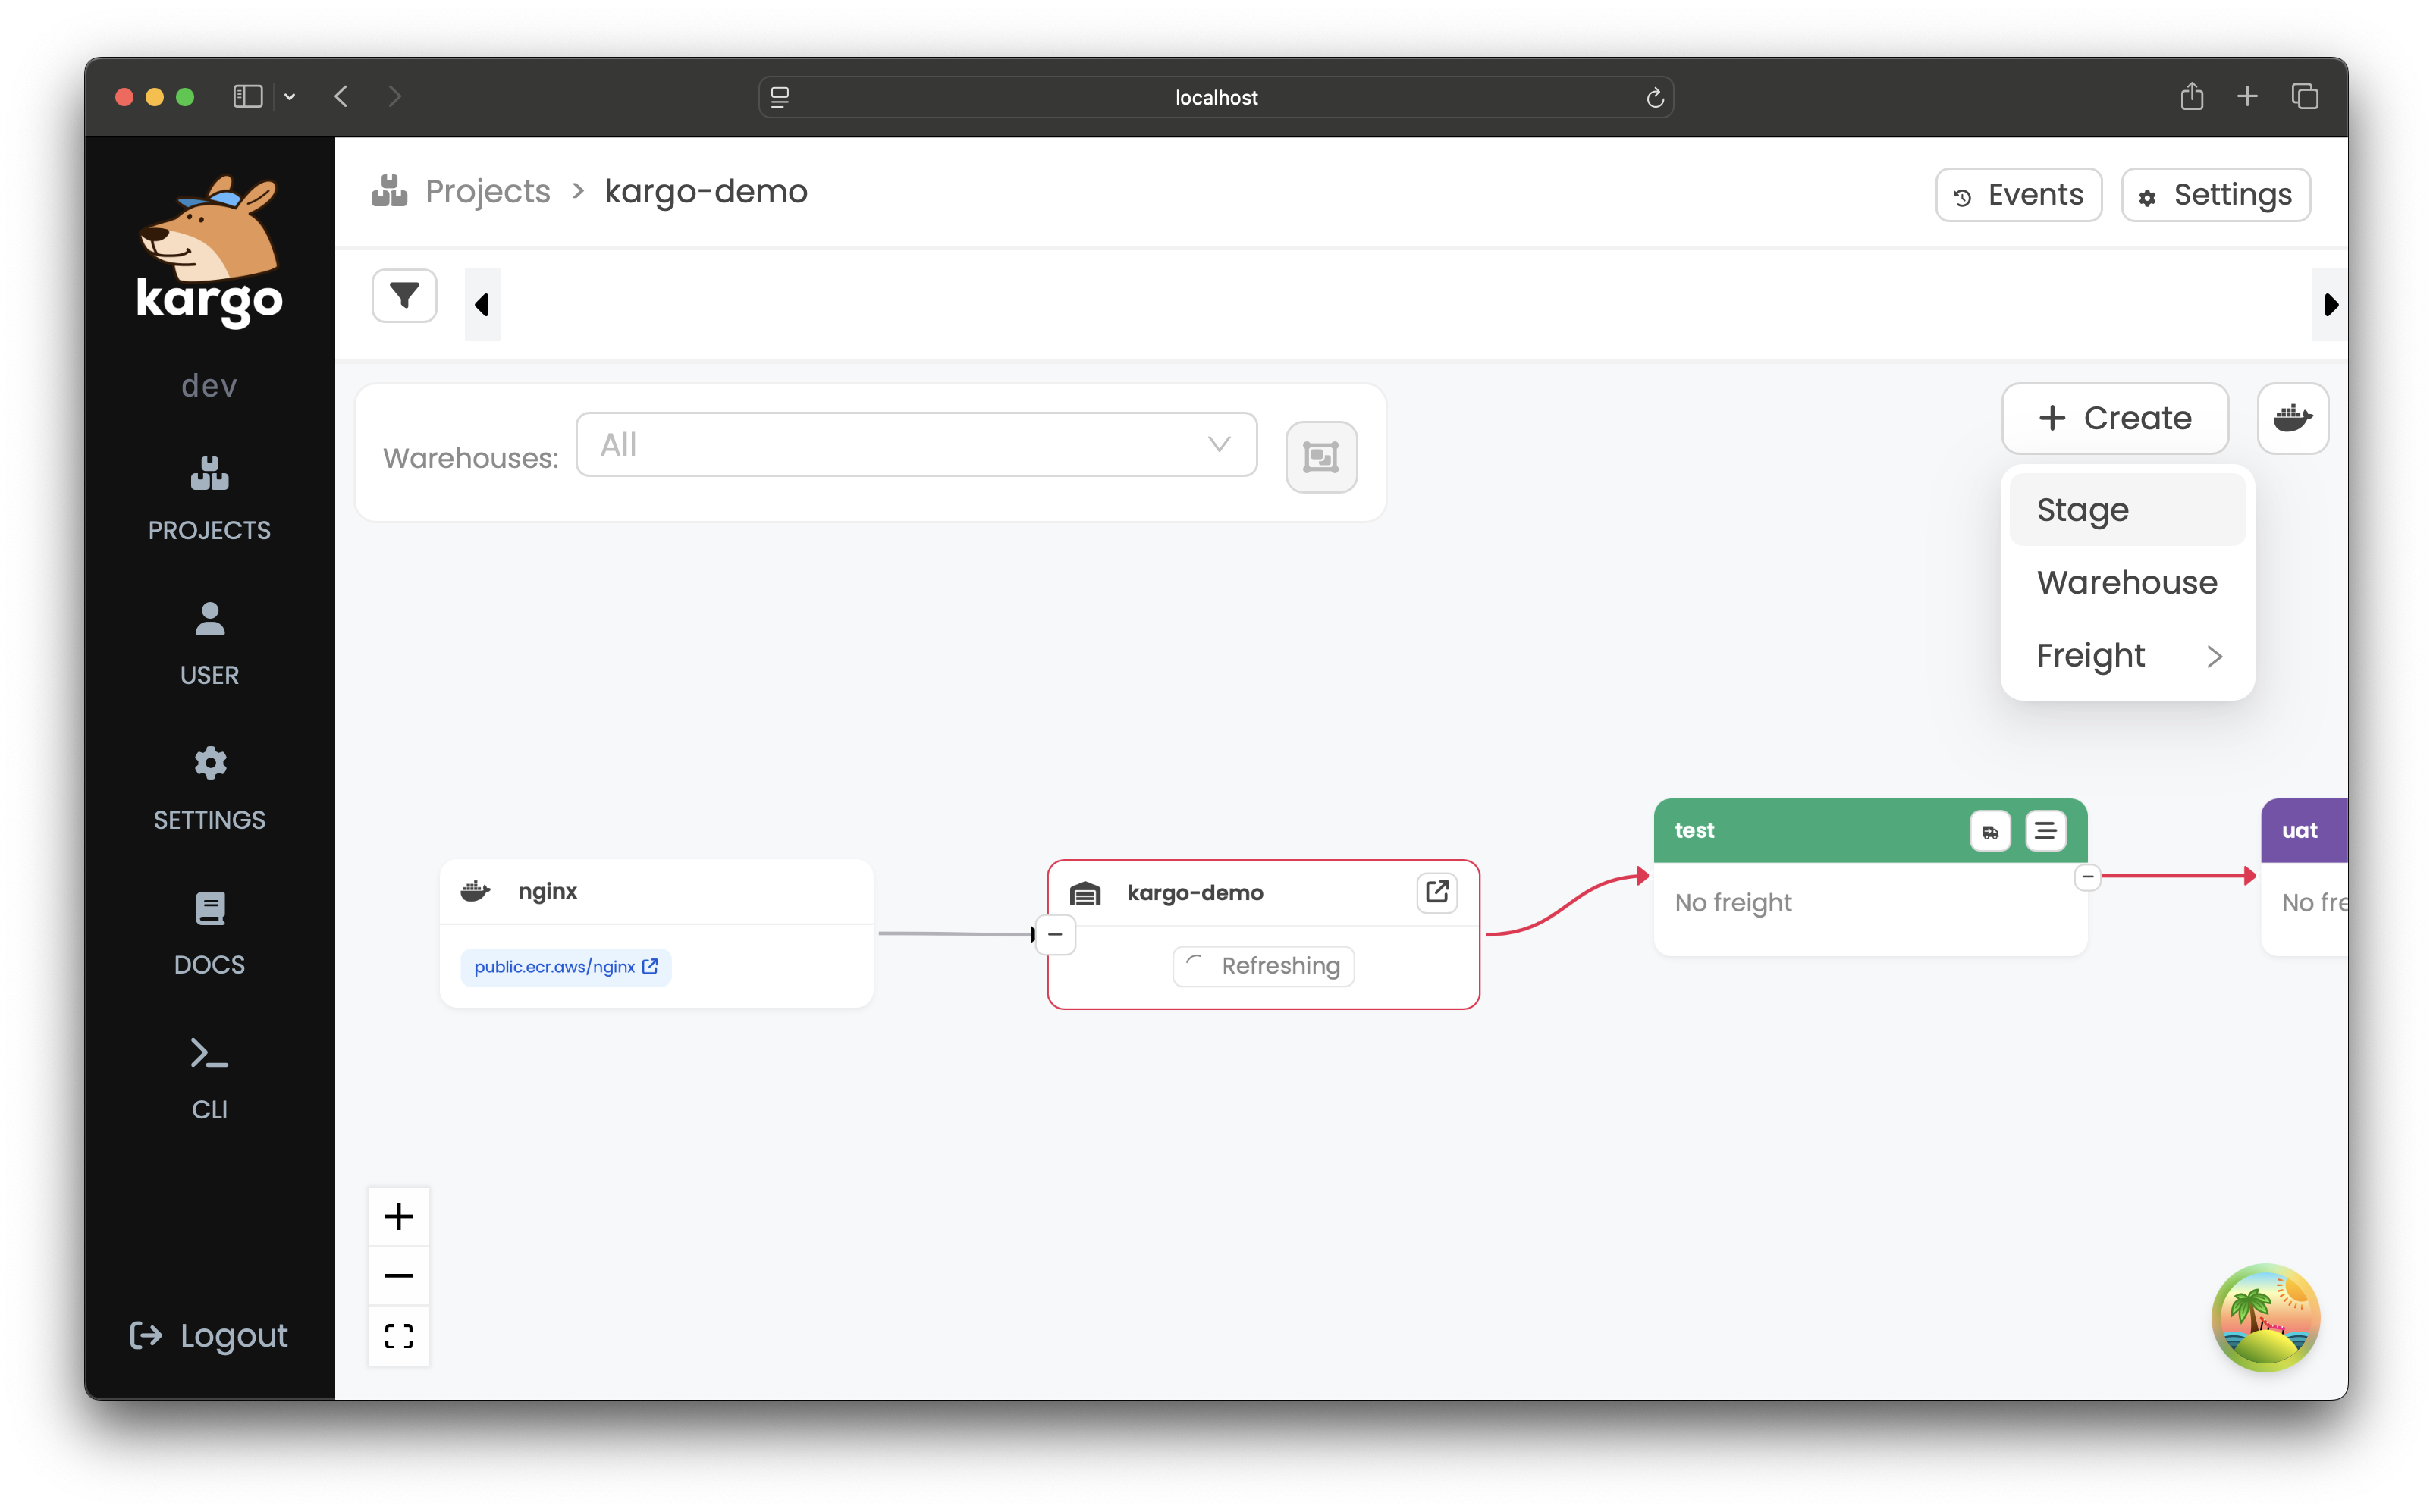 localhost
kargo
dev
PROJECTS
USER
SETTINGS
DOCS
CLI
Logout
Projects > kargo-demo
Events
Settings
Warehouses:
All
Create
Stage
Warehouse
Freight
nginx
public.ecr.aws/nginx
kargo-demo
Refreshing
test
No freight
uat
No fre